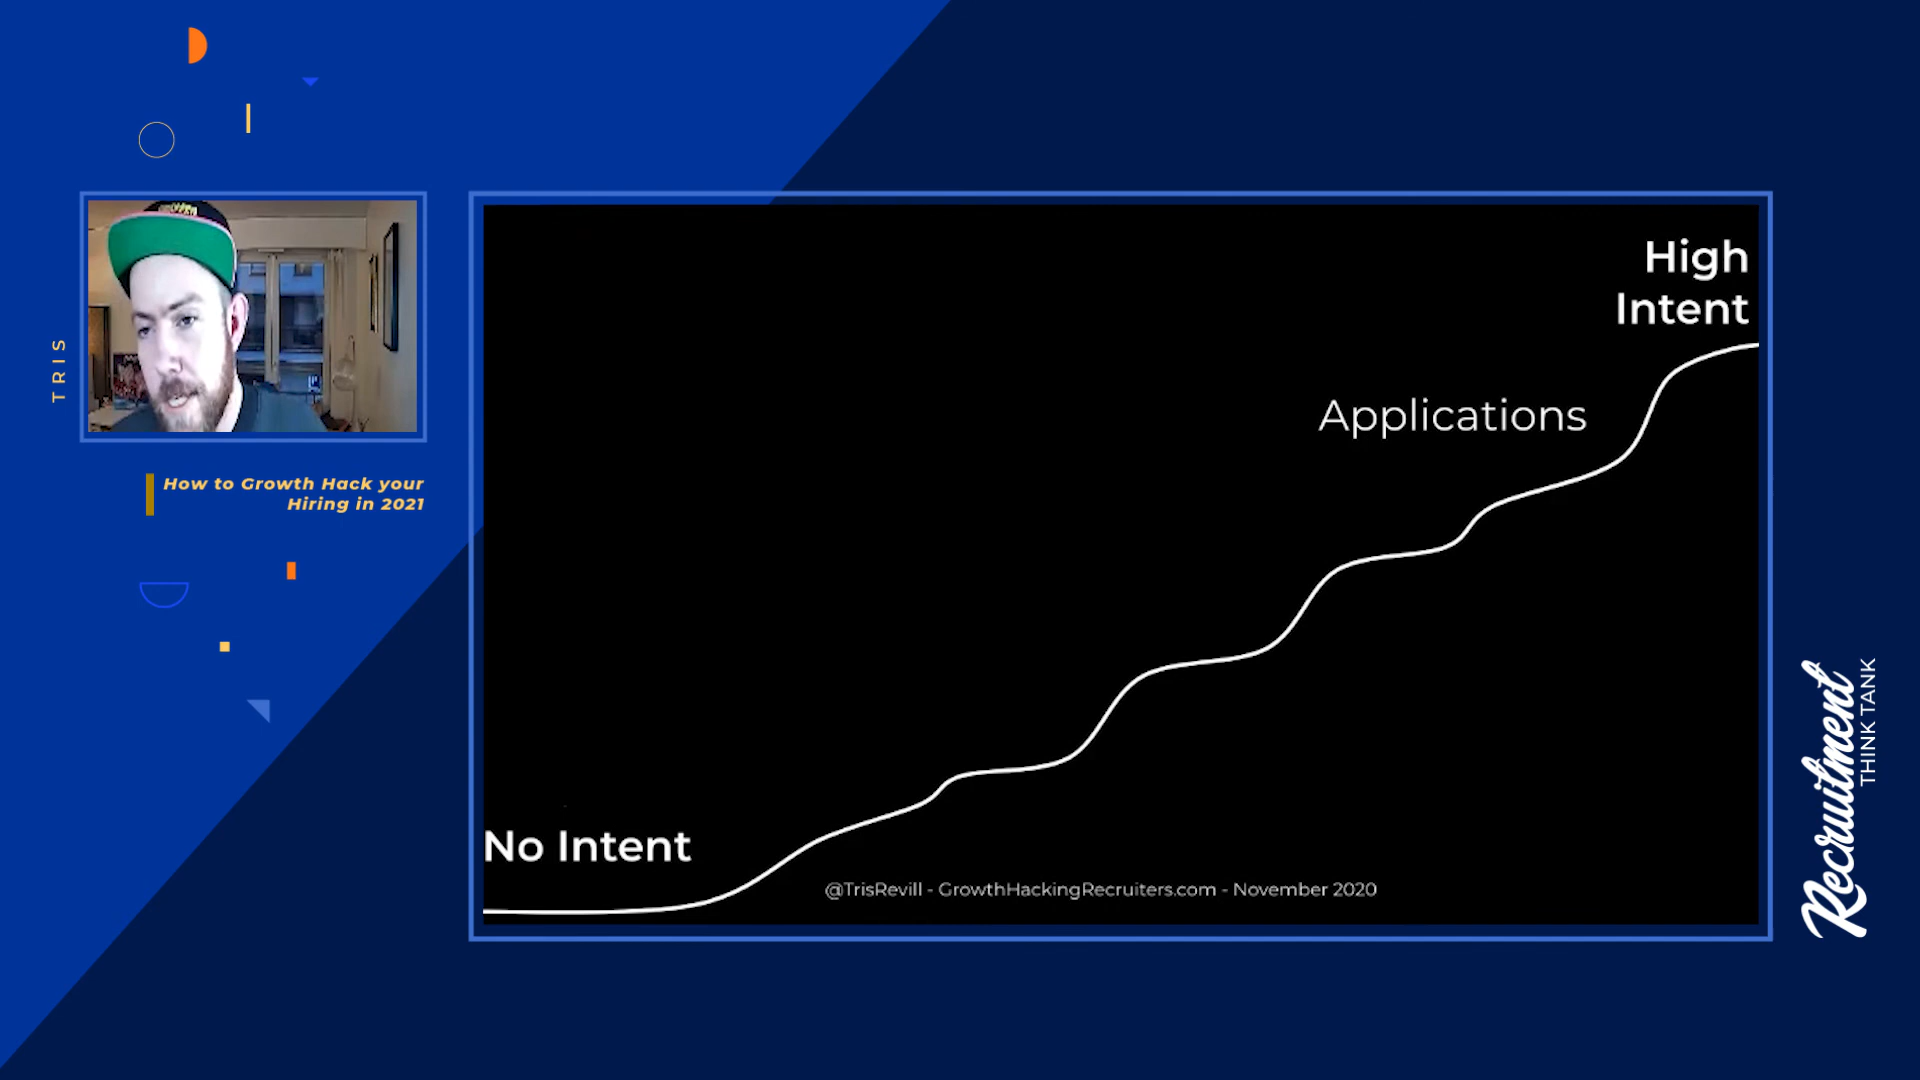 TRIS
How to Growth Hack your
Hiring in 2021
High
Intent
Applications
No Intent
@TrisRevill - GrowthHackingRecruiters.com - November 2020
Recruitment
THINK TANK